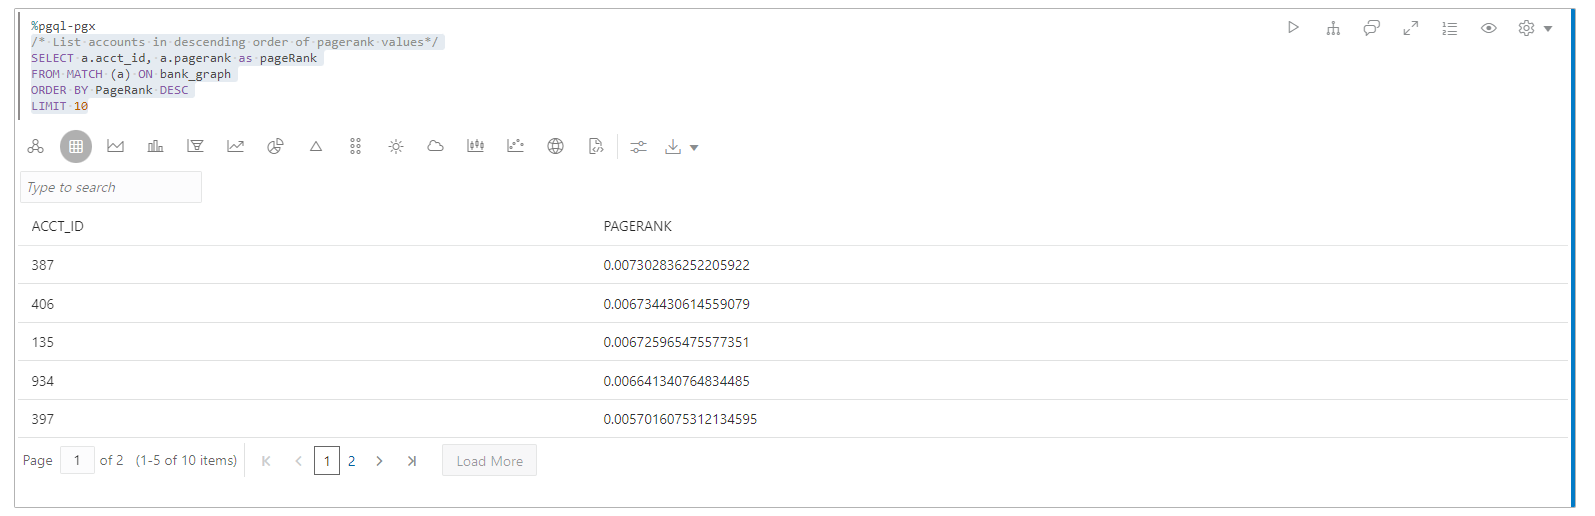 %pgql-pgx
/* List accounts in descending order of pagerank values*/
SELECT a.acct_id, a.pagerank as pageRank
FROM MATCH (a) ON bank_graph
ORDER BY PageRank DESC
LIMIT 10
Type to search
ACCT_ID PAGERANK
387 0.007302836252205922
406 0.006734430614559079
135 0.006725965475577351
934 0.006641340764834485
397 0.0057016075312134595
Page 1 of 2 (1-5 of 10 items) 1 2 Load More